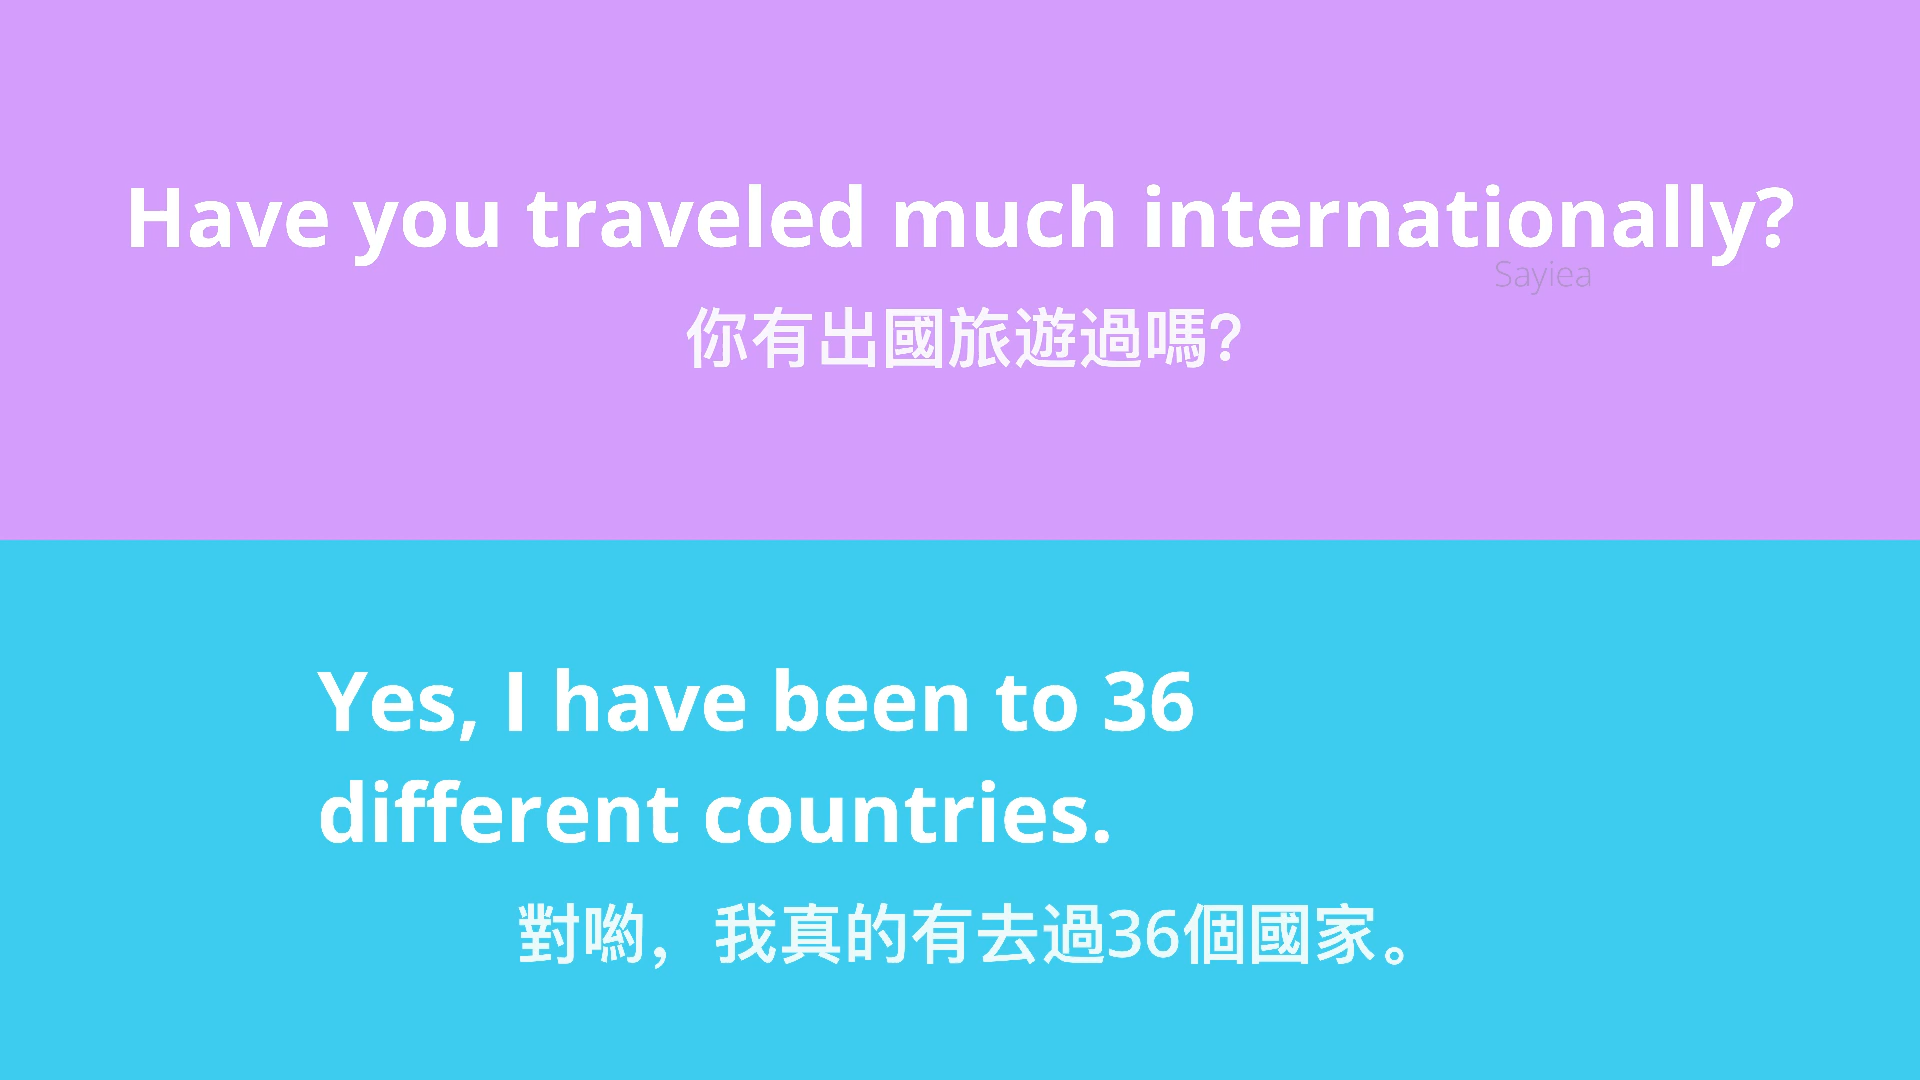 Have you traveled much internationally?
Sayiea
你有出國旅遊過嗎?
Yes, I have been to 36
different countries.
對喲，我真的有去過36個國家。